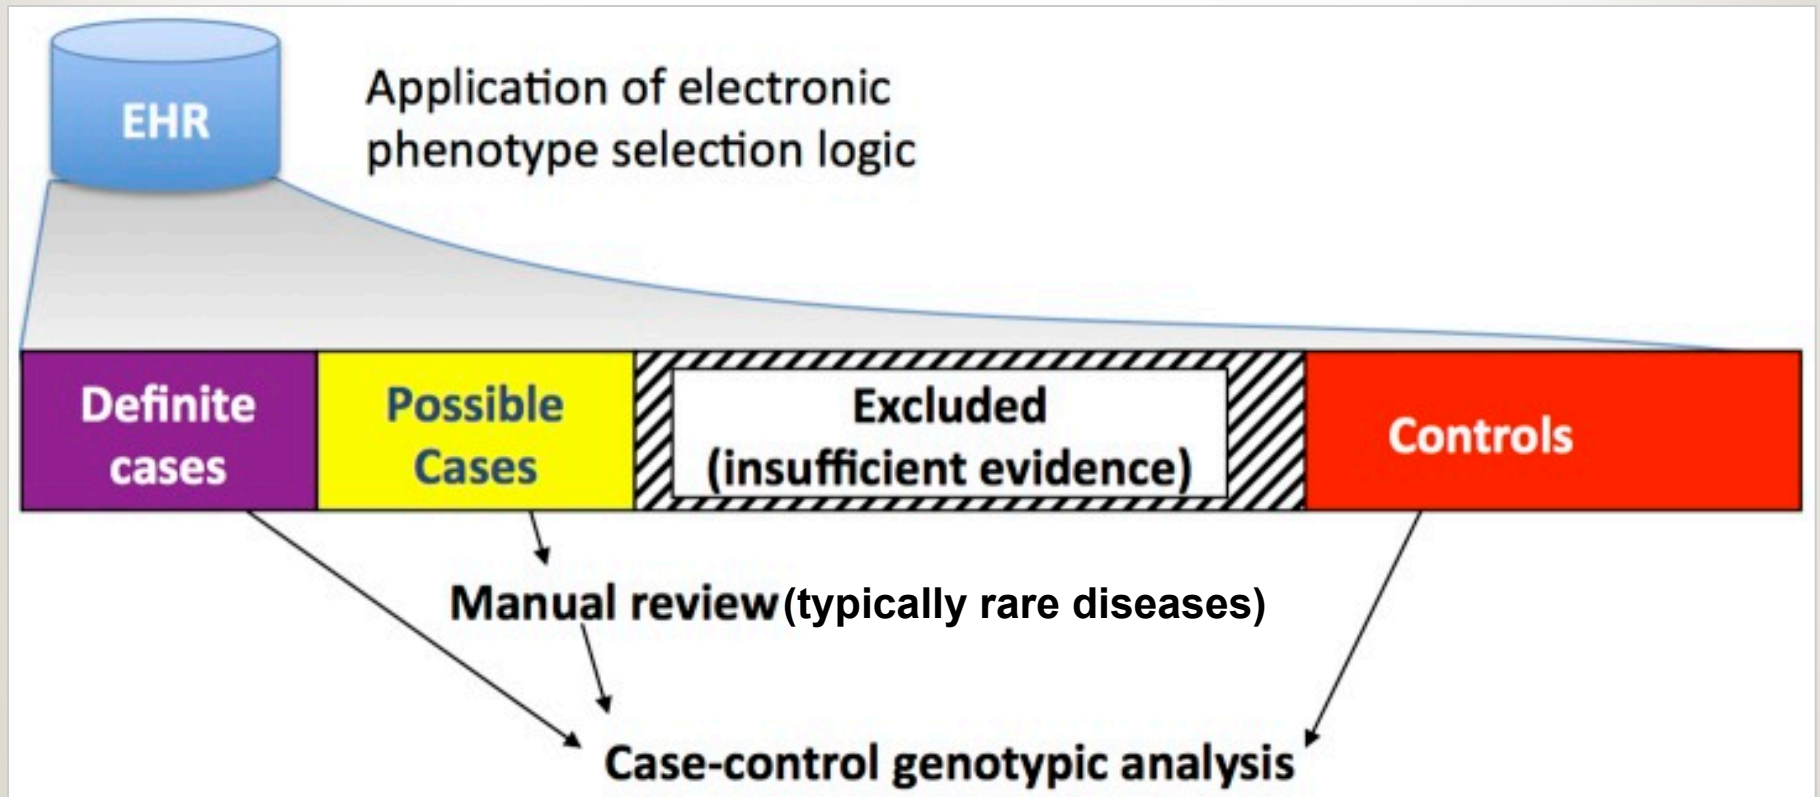 EHR
Application of electronic
phenotype selection logic
Definite
cases
Possible
Cases
Excluded
(insufficient evidence)
Controls
Manual review (typically rare diseases)
Case-control genotypic analysis